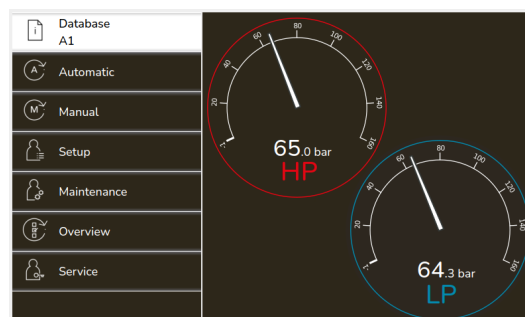 Database
A1
Automatic
Manual
Setup
Maintenance
Overview
Service
20
40
60
80
100
120
140
160
65.0 bar
HP
20
40
60
80
100
120
140
160
64.3 bar
LP